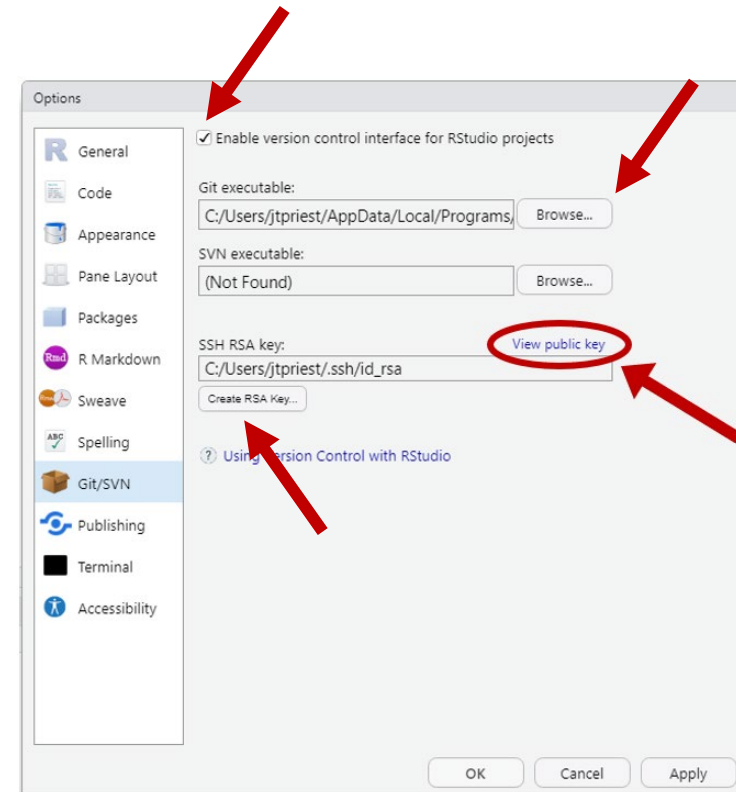 Options
General
Code
Appearance
Pane Layout
Packages
Rmd R Markdown
Sweave
ABC Spelling
Git/SVN
Publishing
Terminal
Accessibility
Enable version control interface for RStudio projects
Git executable:
C:/Users/jtpriest/AppData/Local/Programs/ Browse...
SVN executable:
(Not Found) Browse...
SSH RSA key: View public key
C:/Users/jtpriest/.ssh/id_rsa
Create RSA Key...
? Using Version Control with RStudio
OK Cancel Apply